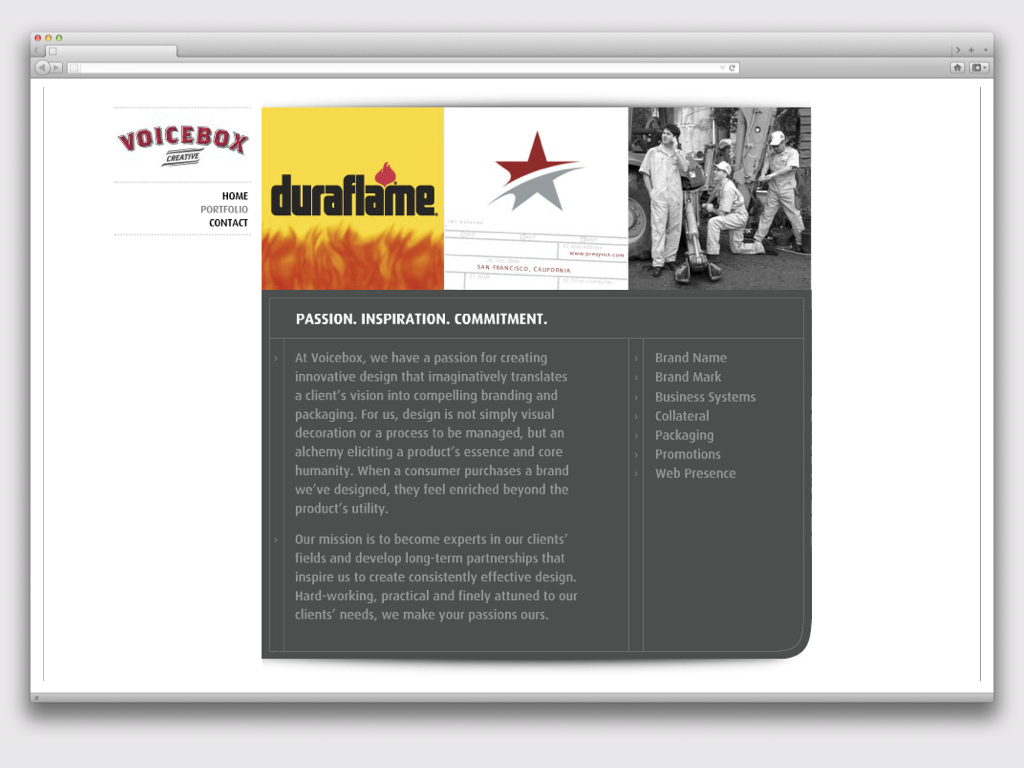 VOICEBOX
CREATIVE
HOME
PORTFOLIO
CONTACT
duraflame
www.presynct.com
SAN FRANCISCO, CALIFORNIA
PASSION. INSPIRATION. COMMITMENT.
At Voicebox, we have a passion for creating
innovative design that imaginatively translates
a client’s vision into compelling branding and
packaging. For us, design is not simply visual
decoration or a process to be managed, but an
alchemy eliciting a product’s essence and core
humanity. When a consumer purchases a brand
we’ve designed, they feel enriched beyond the
product’s utility.
Our mission is to become experts in our clients’
fields and develop long-term partnerships that
inspire us to create consistently effective design.
Hard-working, practical and finely attuned to our
clients’ needs, we make your passions ours.
Brand Name
Brand Mark
Business Systems
Collateral
Packaging
Promotions
Web Presence